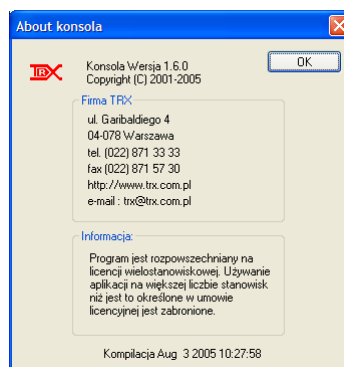 About konsola
TRX
Konsola Wersja 1.6.0
Copyright (C) 2001-2005
OK
Firma TRX
ul. Garibaldiego 4
04-078 Warszawa
tel. (022) 871 33 33
fax (022) 871 57 30
http://www.trx.com.pl
e-mail : trx@trx.com.pl
Informacja:
Program jest rozpowszechniany na
licencji wielostanowiskowej. Używanie
aplikacji na większej liczbie stanowisk
niż jest to określone w umowie
licencyjnej jest zabronione.
Kompilacja Aug 3 2005 10:27:58